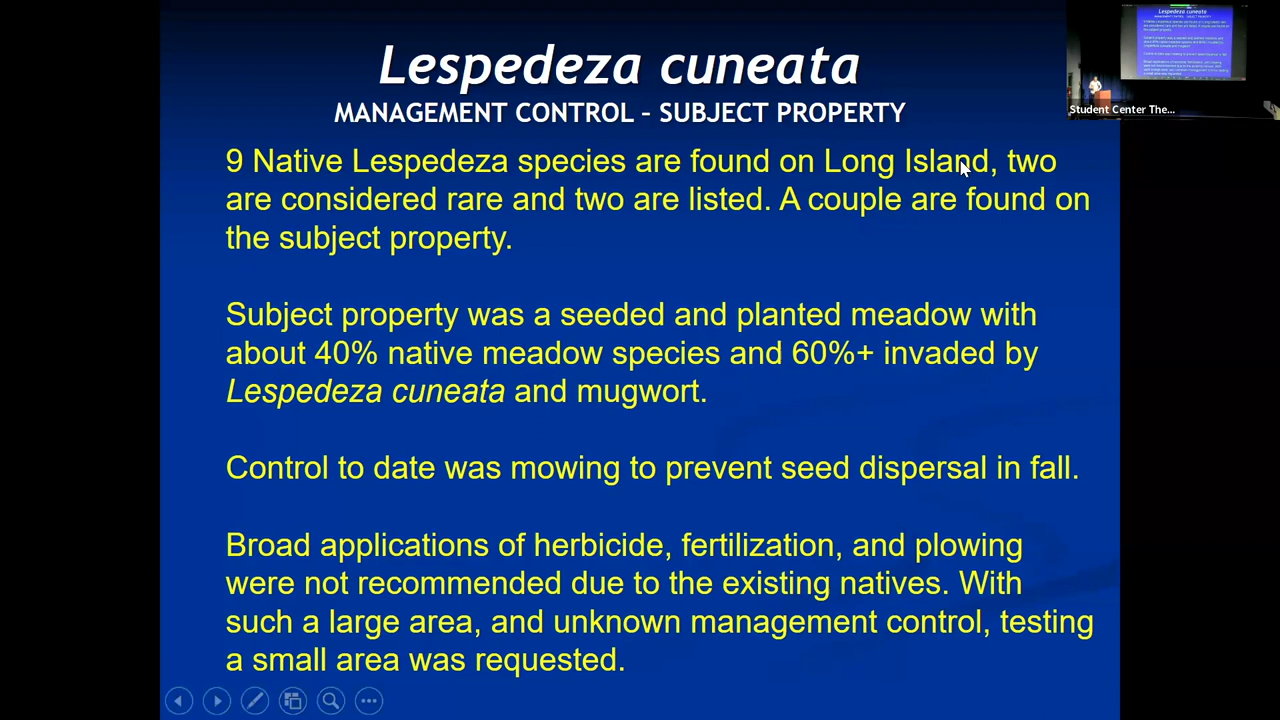 Lespedeza cuneata
MANAGEMENT CONTROL – SUBJECT PROPERTY
9 Native Lespedeza species are found on Long Island, two
are considered rare and two are listed. A couple are found on
the subject property.
Subject property was a seeded and planted meadow with
about 40% native meadow species and 60%+ invaded by
Lespedeza cuneata and mugwort.
Control to date was mowing to prevent seed dispersal in fall.
Broad applications of herbicide, fertilization, and plowing
were not recommended due to the existing natives. With
such a large area, and unknown management control, testing
a small area was requested.
Lespedeza cuneata
Student Center The...